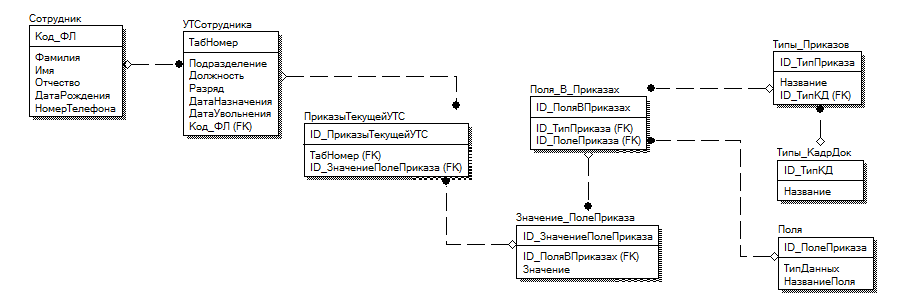 Сотрудник
Код_ФЛ
Фамилия
Имя
Отчество
ДатаРождения
НомерТелефона
УТСотрудника
ТабНомер
Подразделение
Должность
Разряд
ДатаНазначения
ДатаУвольнения
Код_ФЛ (FK)
ПриказыТекущейУТС
ID_ПриказыТекущейУТС
ТабНомер (FK)
ID_ЗначениеПолеПриказа (FK)
Поля_В_Приказах
ID_ПоляВПриказах
ID_ТипПриказа (FK)
ID_ПолеПриказа (FK)
Значение_ПолеПриказа
ID_ЗначениеПолеПриказа
ID_ПоляВПриказах (FK)
Значение
Типы_Приказов
ID_ТипПриказа
Название
ID_ТипКД (FK)
Типы_КадрДок
ID_ТипКД
Название
Поля
ID_ПолеПриказа
ТипДанных
НазваниеПоля